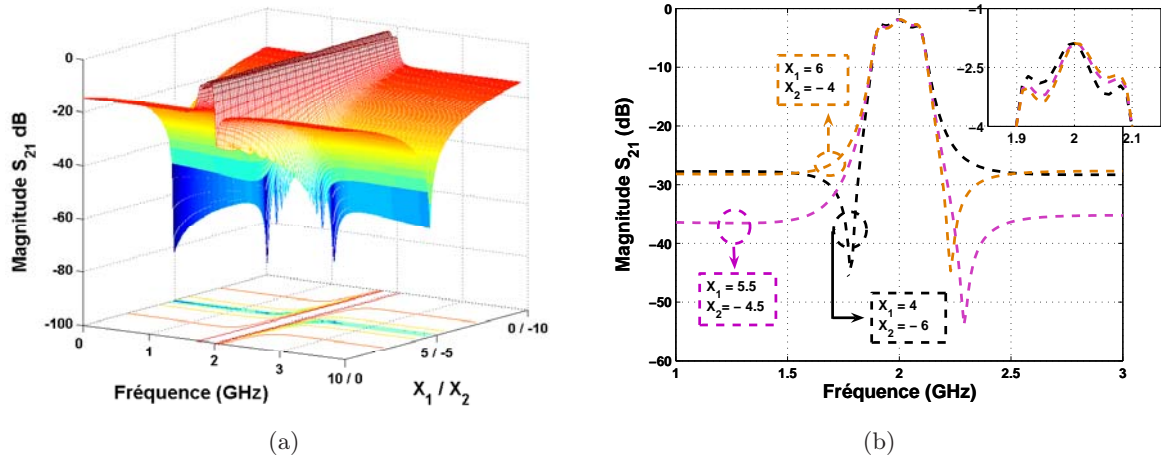 0
-20
-40
-60
-80
-100
Magnitude S21 dB
0
1
2
3
10 / 0
5 / -5
0 / -10
Fréquence (GHz)
X1 / X2
(a)
0
−10
−20
−30
−40
−50
−60
Magnitude S21 (dB)
1
1.5
2
2.5
3
Fréquence (GHz)
X1 = 6
X2 = − 4
X1 = 5.5
X2= − 4.5
X1 = 4
X2 = − 6
−1
−2.5
−4
1.9
2
2.1
(b)